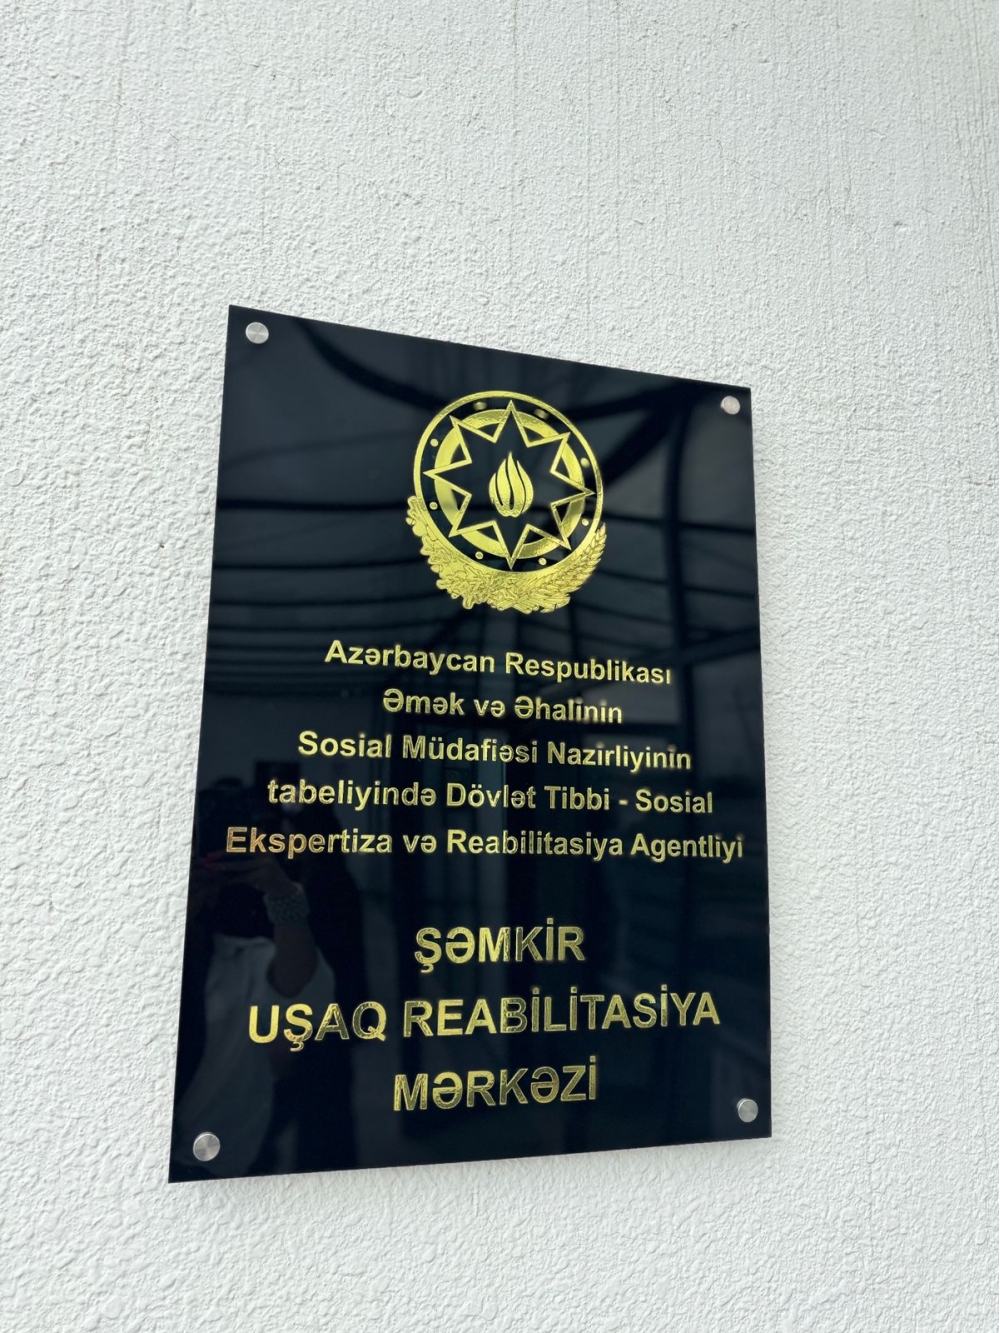 Azərbaycan Respublikası
Əmək və Əhalinin
Sosial Müdafiəsi Nazirliyinin
tabeliyində Dövlət Tibbi - Sosial
Ekspertiza və Reabilitasiya Agentliyi
ŞƏMKİR
UŞAQ REABİLİTASİYA
MƏRKƏZİ